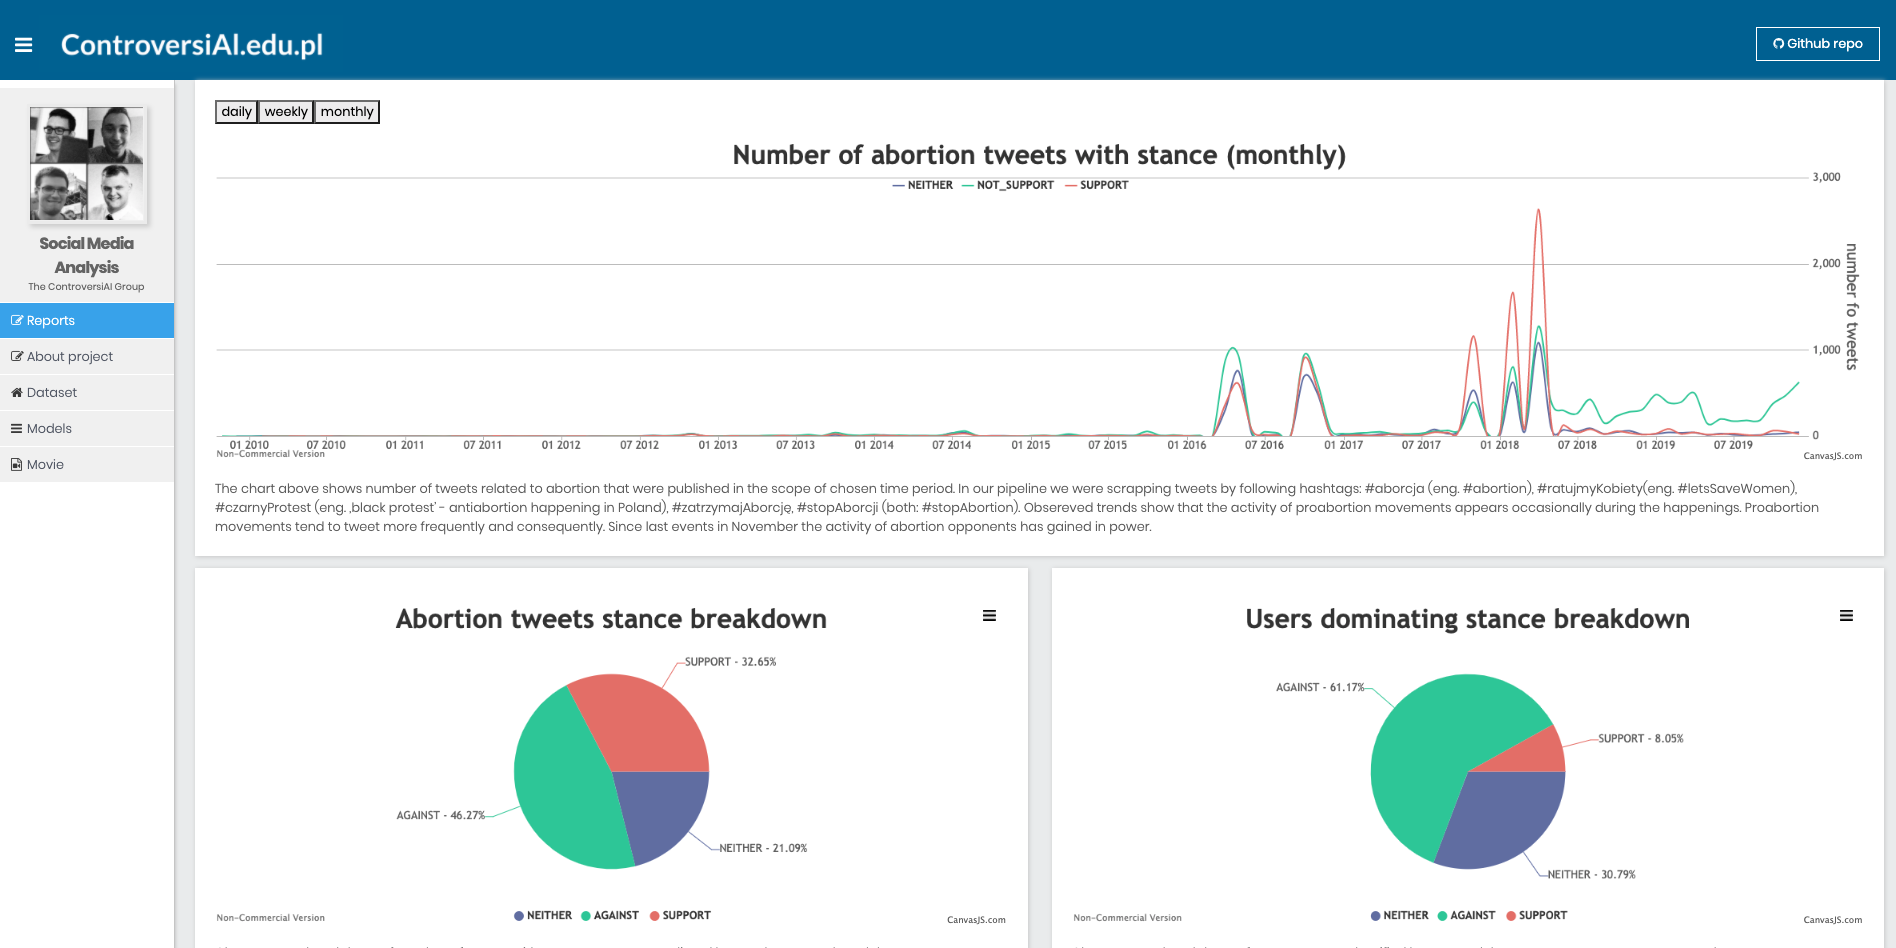 ControversiAI.edu.pl
Github repo
Social Media
Analysis
The ControversiAI Group
Reports
About project
Dataset
Models
Movie
daily weekly monthly
Number of abortion tweets with stance (monthly)
NEITHER NOT_SUPPORT SUPPORT
3,000
2,000
1,000
0
number fo tweets
01 2010 07 2010 01 2011 07 2011 01 2012 07 2012 01 2013 07 2013 01 2014 07 2014 01 2015 07 2015 01 2016 07 2016 01 2017 07 2017 01 2018 07 2018 01 2019 07 2019
Non-Commercial Version
CanvasJS.com
The chart above shows number of tweets related to abortion that were published in the scope of chosen time period. In our pipeline we were scrapping tweets by following hashtags: #aborcja (eng. #abortion), #ratujmyKobiety(eng. #letsSaveWomen),
#czarnyProtest (eng. ‚black protest’ - antiabortion happening in Poland), #zatrzymajAborcję, #stopAborcji (both: #stopAbortion). Obsereved trends show that the activity of proabortion movements appears occasionally during the happenings. Proabortion
movements tend to tweet more frequently and consequently. Since last events in November the activity of abortion opponents has gained in power.
Abortion tweets stance breakdown
SUPPORT - 32.65%
AGAINST - 46.27%
NEITHER - 21.09%
NEITHER AGAINST SUPPORT
Non-Commercial Version
CanvasJS.com
Users dominating stance breakdown
AGAINST - 61.17%
SUPPORT - 8.05%
NEITHER - 30.79%
NEITHER AGAINST SUPPORT
Non-Commercial Version
CanvasJS.com